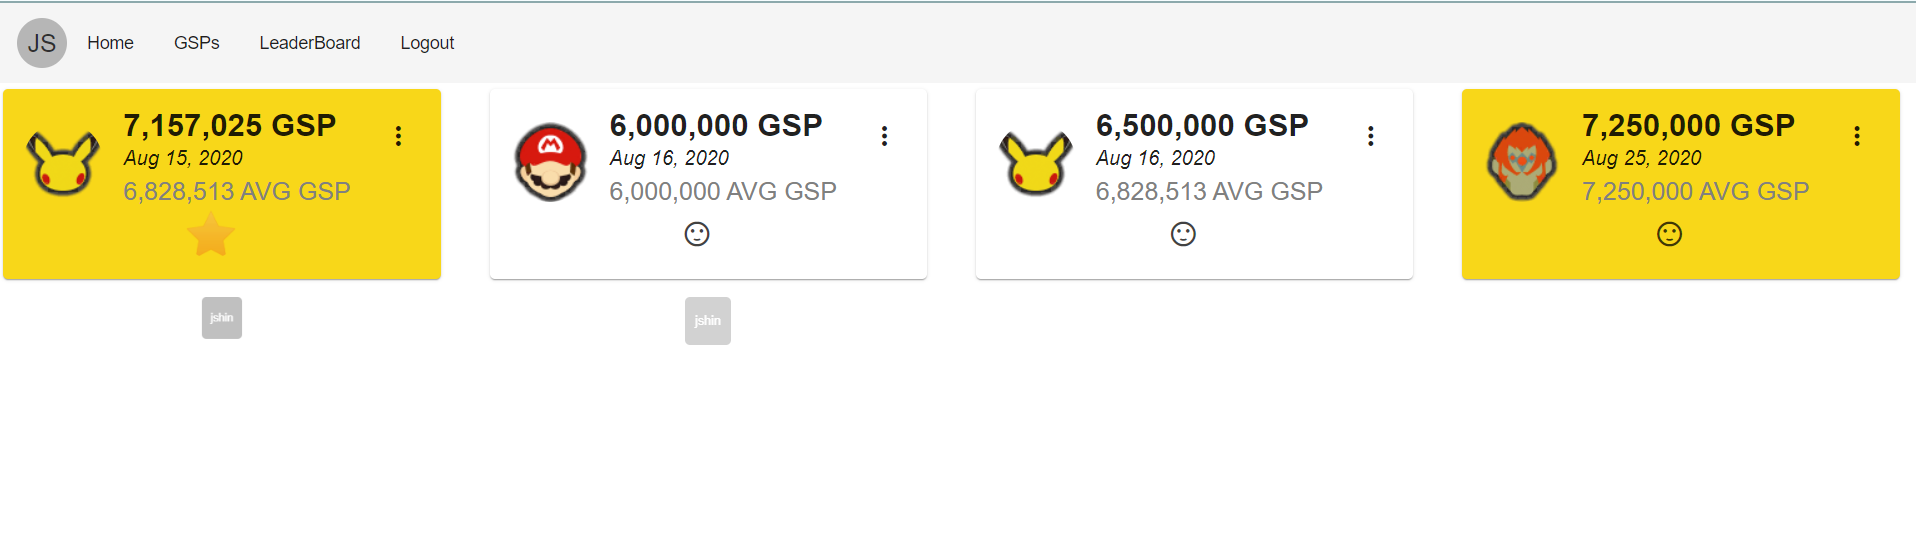 JS Home GSPs LeaderBoard Logout
7,157,025 GSP
Aug 15, 2020
6,828,513 AVG GSP
jshin
M
6,000,000 GSP
Aug 16, 2020
6,000,000 AVG GSP
jshin
6,500,000 GSP
Aug 16, 2020
6,828,513 AVG GSP
7,250,000 GSP
Aug 25, 2020
7,250,000 AVG GSP